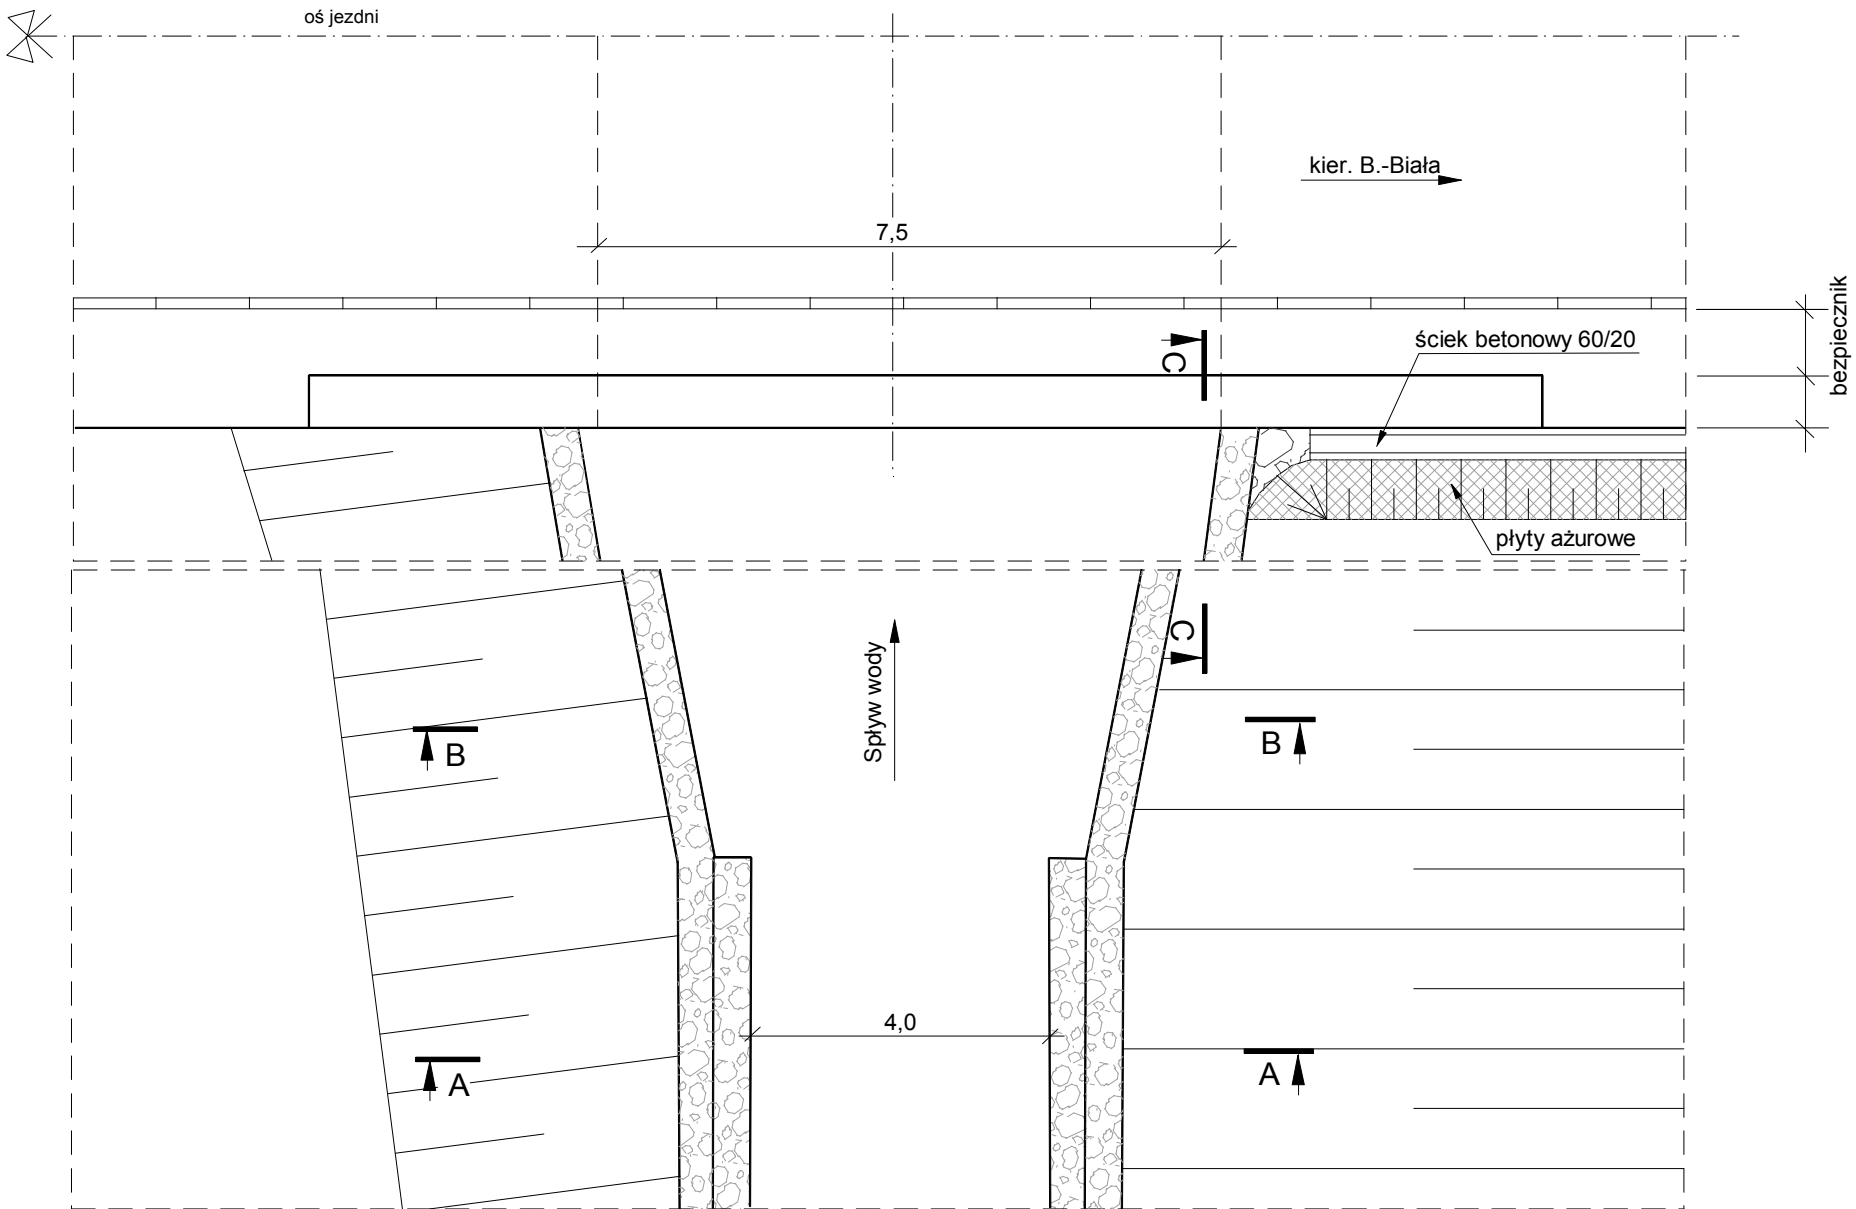 oś jezdni
kier. B.-Biała
7,5
bezpiecznik
ściek betonowy 60/20
C
płyty ażurowe
C
Spływ wody
B
B
4,0
A
A